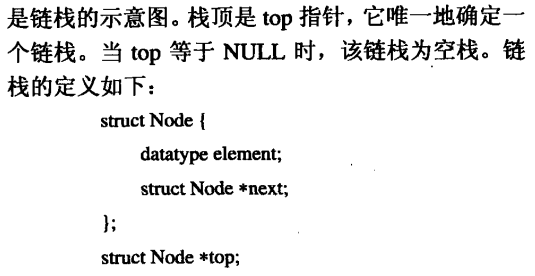 是链栈的示意图。栈顶是 top 指针，它唯一地确定一
个链栈。当 top 等于 NULL 时，该链栈为空栈。链
栈的定义如下：
struct Node {
datatype element;
struct Node *next;
};
struct Node *top;